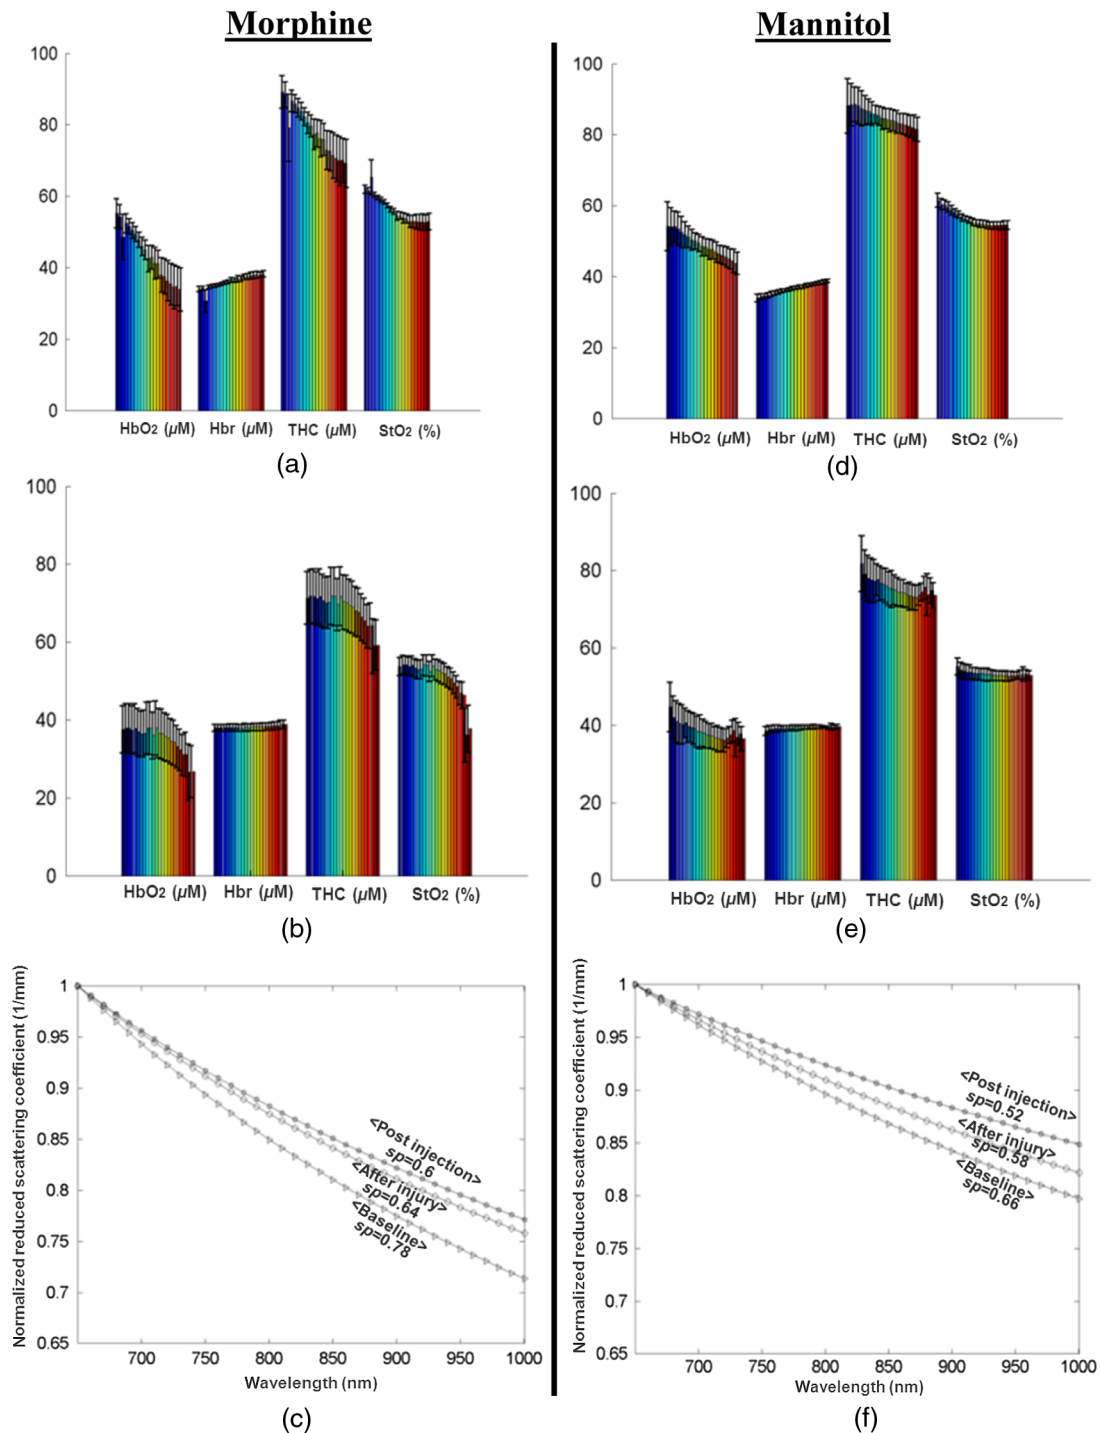 Morphine
Mannitol
100
80
60
40
20
0
HbO2 (µM) Hbr (µM) THC (µM) StO2 (%)
(a)
100
80
60
40
20
0
HbO2 (µM) Hbr (µM) THC (µM) StO2 (%)
(d)
100
80
60
40
20
0
HbO2 (µM) Hbr (µM) THC (µM) StO2 (%)
(b)
100
80
60
40
20
0
HbO2 (µM) Hbr (µM) THC (µM) StO2 (%)
(e)
Normalized reduced scattering coefficient (1/mm)
1
0.95
0.9
0.85
0.8
0.75
0.7
0.65
<Post injection>
sp=0.6
<After injury>
sp=0.64
<Baseline>
sp=0.78
700 750 800 850 900 950 1000
Wavelength (nm)
(c)
Normalized reduced scattering coefficient (1/mm)
1
0.95
0.9
0.85
0.8
0.75
0.7
0.65
<Post injection>
sp=0.52
<After injury>
sp=0.58
<Baseline>
sp=0.66
700 750 800 850 900 950 1000
Wavelength (nm)
(f)